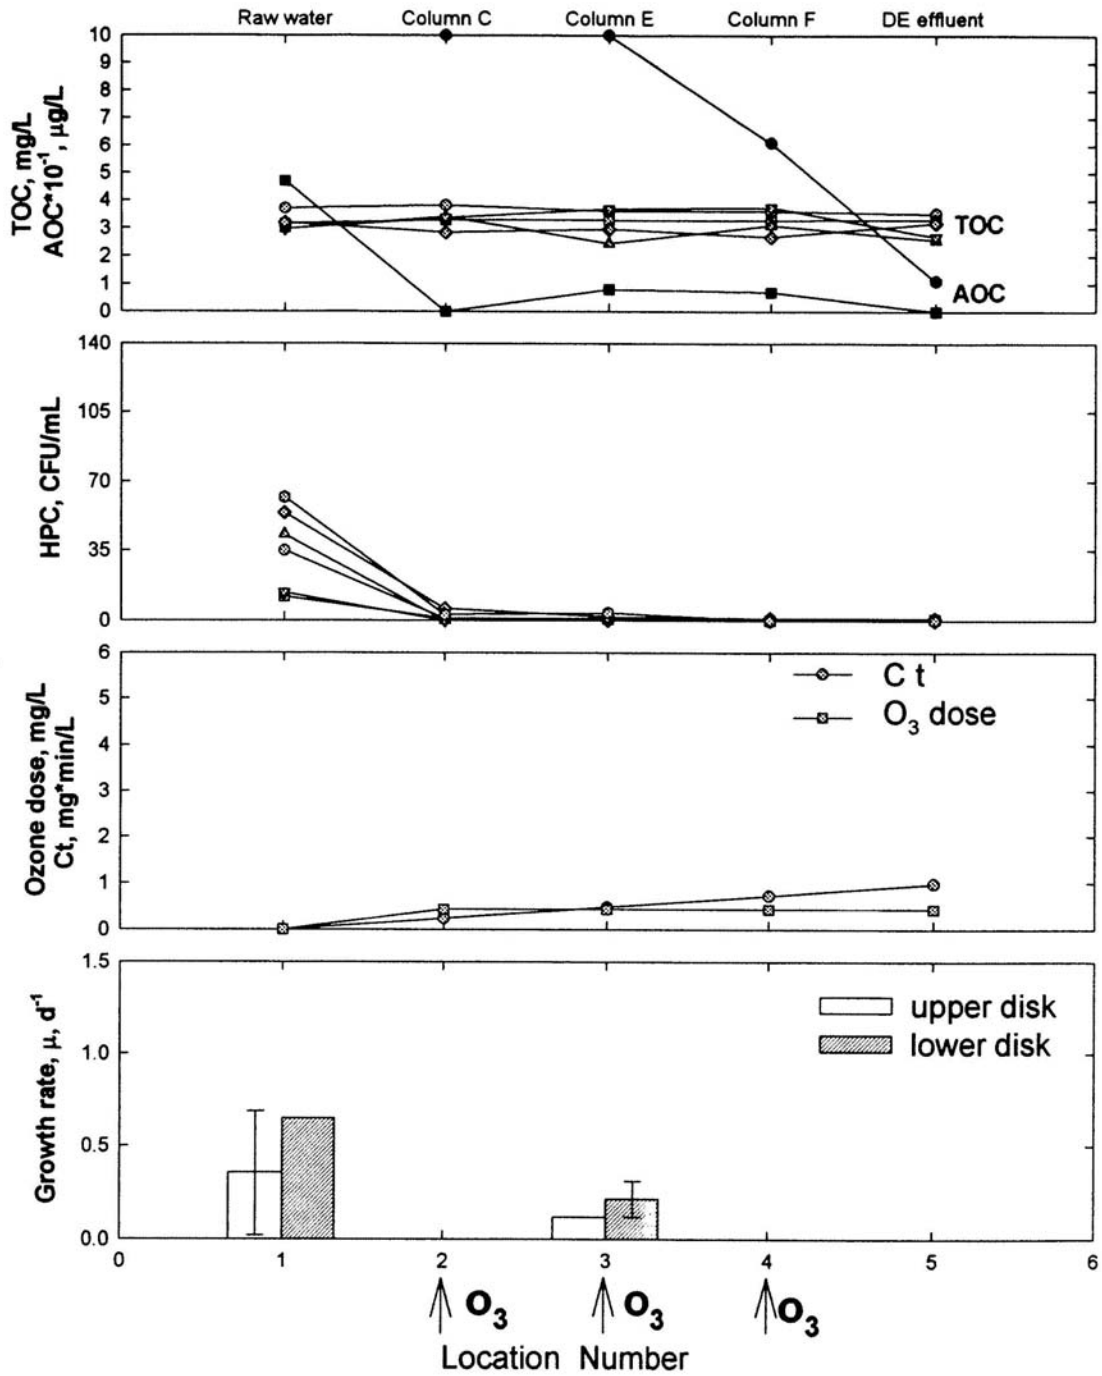 Raw water Column C Column E Column F DE effluent
TOC, mg/L
AOC*10⁻¹, µg/L
10
9
8
7
6
5
4
3
2
1
0
TOC
AOC
HPC, CFU/mL
140
105
70
35
0
Ozone dose, mg/L
Ct, mg*min/L
6
5
4
3
2
1
0
C t
O₃ dose
Growth rate, µ, d⁻¹
1.5
1.0
0.5
0.0
upper disk
lower disk
0 1 2 3 4 5 6
O₃ O₃ O₃
Location Number